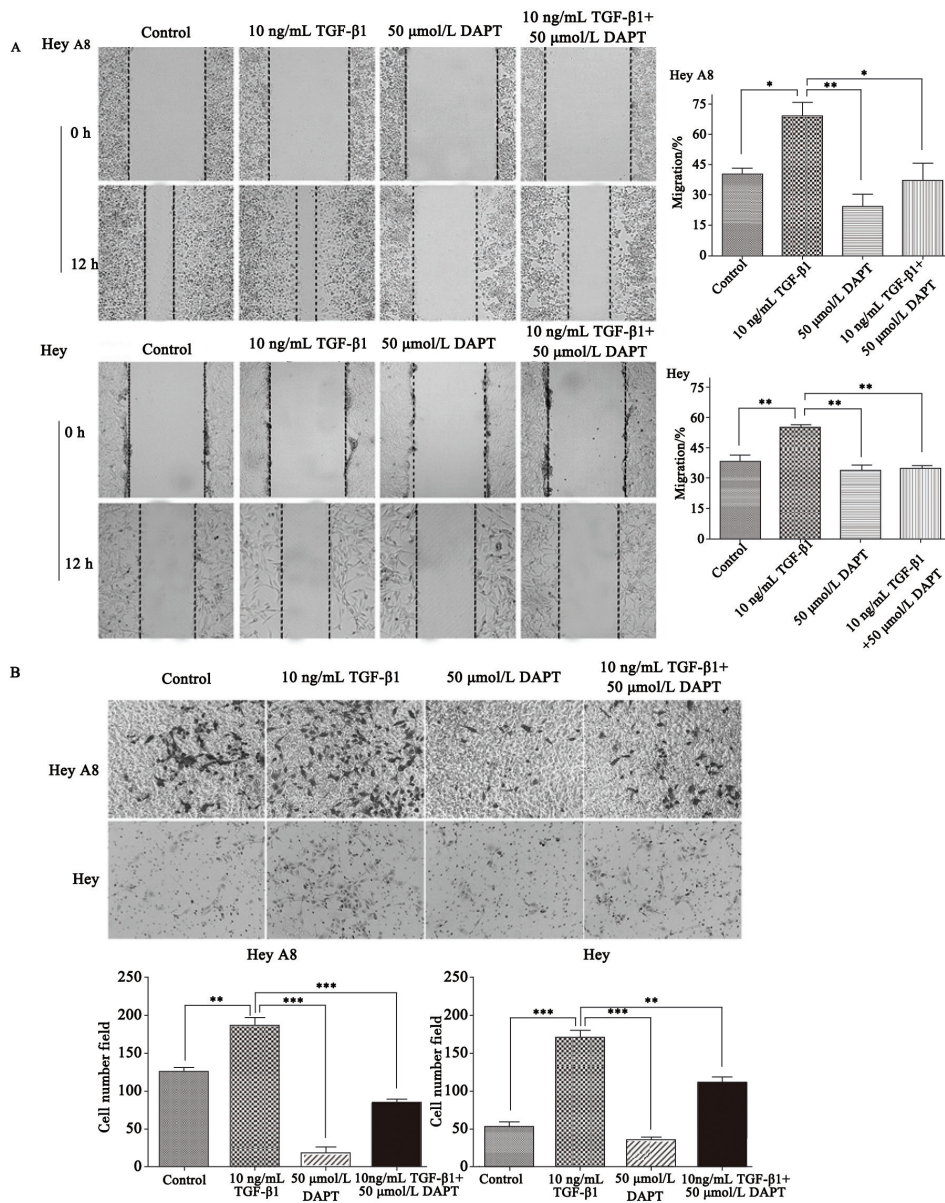 A
Hey A8
Control
10 ng/mL TGF-β1
50 μmol/L DAPT
10 ng/mL TGF-β1+
50 μmol/L DAPT
0 h
12 h
Hey A8
Migration/%
75
60
45
30
15
0
*
**
*
Control
10 ng/mL TGF-β1
50 μmol/L DAPT
10 ng/mL TGF-β1+
50 μmol/L DAPT
Hey
Control
10 ng/mL TGF-β1
50 μmol/L DAPT
10 ng/mL TGF-β1+
50 μmol/L DAPT
0 h
12 h
Hey
Migration/%
75
60
45
30
15
0
**
**
**
Control
10 ng/mL TGF-β1
50 μmol/L DAPT
10 ng/mL TGF-β1
+50 μmol/L DAPT
B
Control
10 ng/mL TGF-β1
50 μmol/L DAPT
10 ng/mL TGF-β1+
50 μmol/L DAPT
Hey A8
Hey
Hey A8
Cell number field
250
200
150
100
50
0
**
***
***
Control
10 ng/mL
TGF-β1
50 μmol/L
DAPT
10ng/mL TGF-β1+
50 μmol/L DAPT
Hey
Cell number field
250
200
150
100
50
0
***
***
**
Control
10 ng/mL
TGF-β1
50 μmol/L
DAPT
10ng/mL TGF-β1+
50 μmol/L DAPT